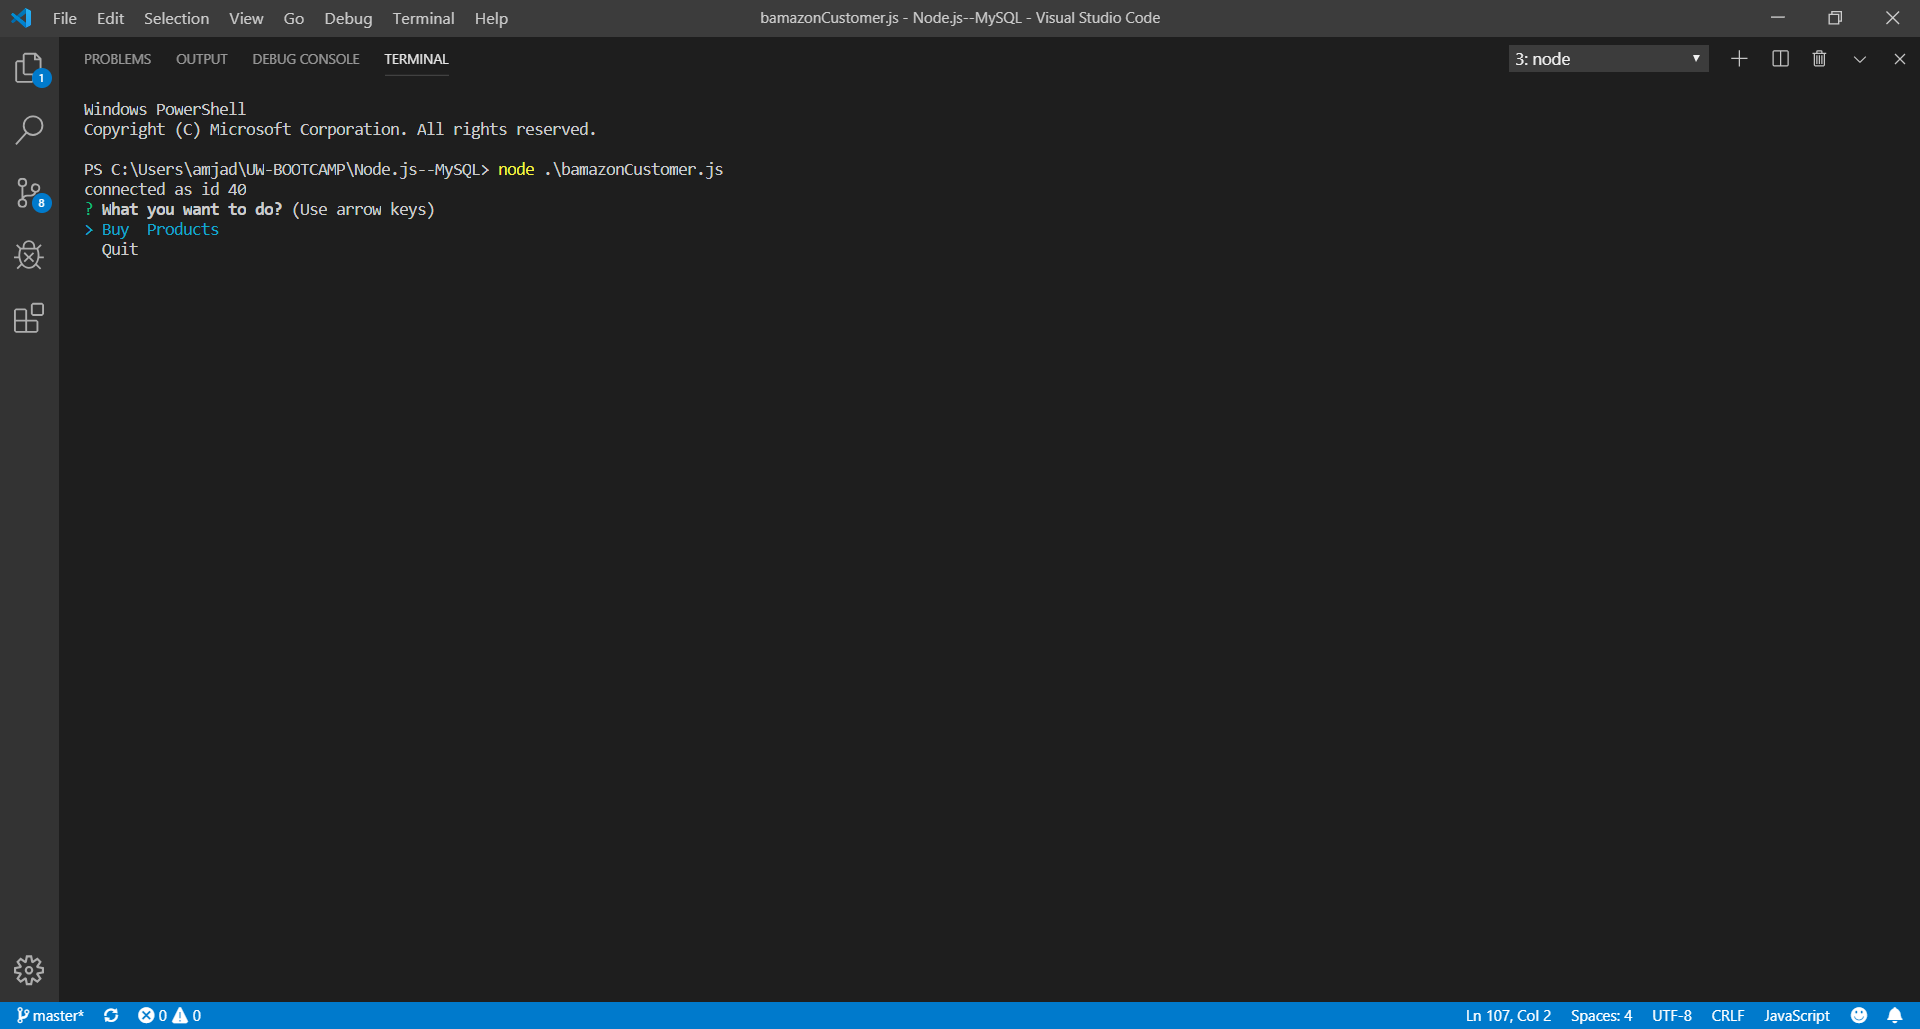 File Edit Selection View Go Debug Terminal Help
bamazonCustomer.js - Node.js--MySQL - Visual Studio Code
PROBLEMS OUTPUT DEBUG CONSOLE TERMINAL
3: node
1
8
Windows PowerShell
Copyright (C) Microsoft Corporation. All rights reserved.
PS C:\Users\amjad\UW-BOOTCAMP\Node.js--MySQL> node .\bamazonCustomer.js
connected as id 40
? What you want to do? (Use arrow keys)
> Buy  Products
  Quit
master* 0 0
Ln 107, Col 2 Spaces: 4 UTF-8 CRLF JavaScript